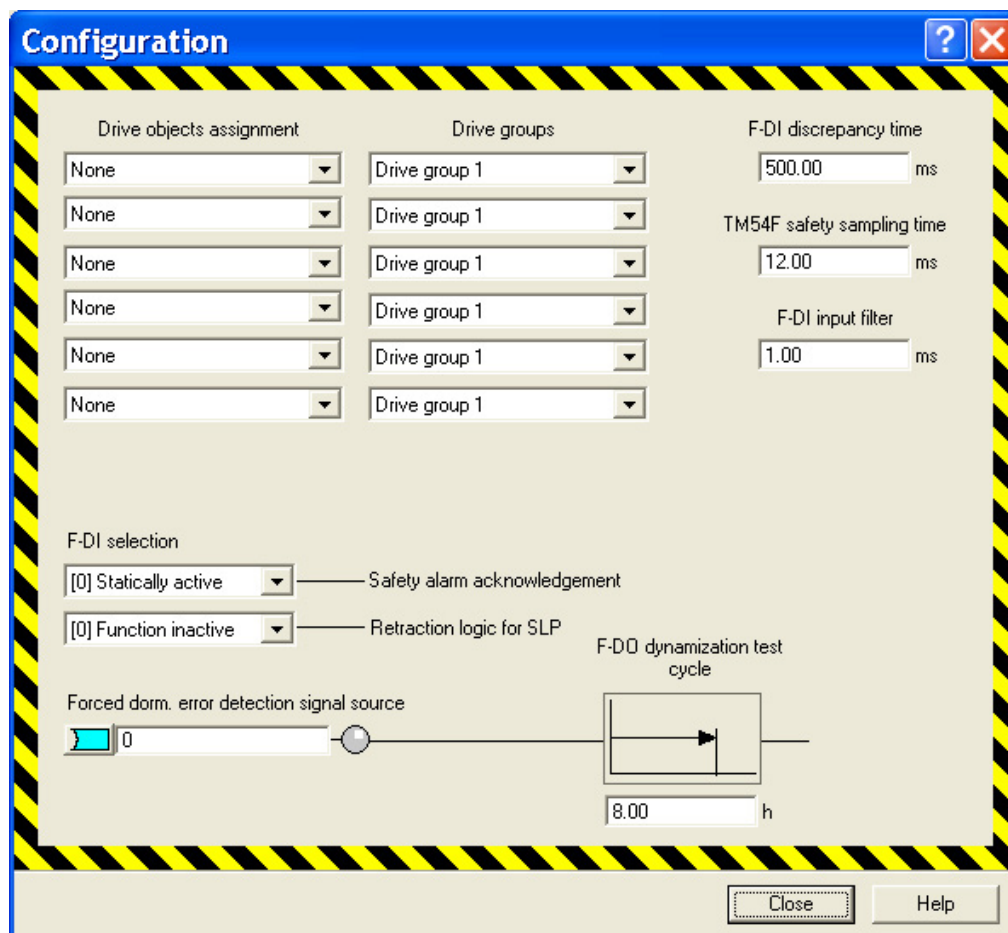 Configuration
Drive objects assignment
Drive groups
F-DI discrepancy time
None
Drive group 1
500.00 ms
None
Drive group 1
TM54F safety sampling time
None
Drive group 1
12.00 ms
None
Drive group 1
F-DI input filter
None
Drive group 1
1.00 ms
None
Drive group 1
F-DI selection
[0] Statically active
Safety alarm acknowledgement
[0] Function inactive
Retraction logic for SLP
F-DO dynamization test
cycle
Forced dorm. error detection signal source
0
8.00 h
Close
Help